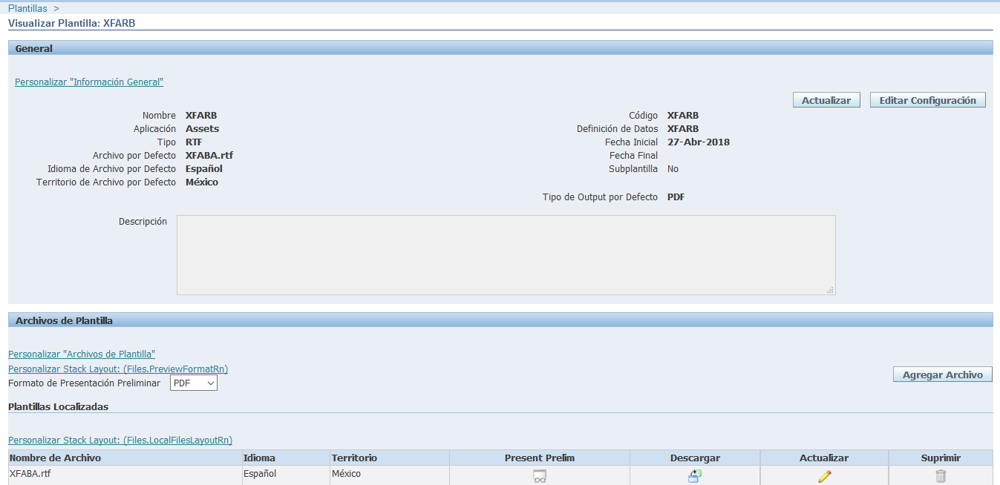 Plantillas >
Visualizar Plantilla: XFARB
General
Personalizar "Información General"
Actualizar Editar Configuración
Nombre XFARB Código XFARB
Aplicación Assets Definición de Datos XFARB
Tipo RTF Fecha Inicial 27-Abr-2018
Archivo por Defecto XFABA.rtf Fecha Final
Idioma de Archivo por Defecto Español Subplantilla No
Territorio de Archivo por Defecto México
Tipo de Output por Defecto PDF
Descripción
Archivos de Plantilla
Personalizar "Archivos de Plantilla"
Personalizar Stack Layout: (Files.PreviewFormatRn)
Agregar Archivo
Formato de Presentación Preliminar PDF
Plantillas Localizadas
Personalizar Stack Layout: (Files.LocalFilesLayoutRn)
Nombre de Archivo Idioma Territorio Present Prelim Descargar Actualizar Suprimir
XFABA.rtf Español México